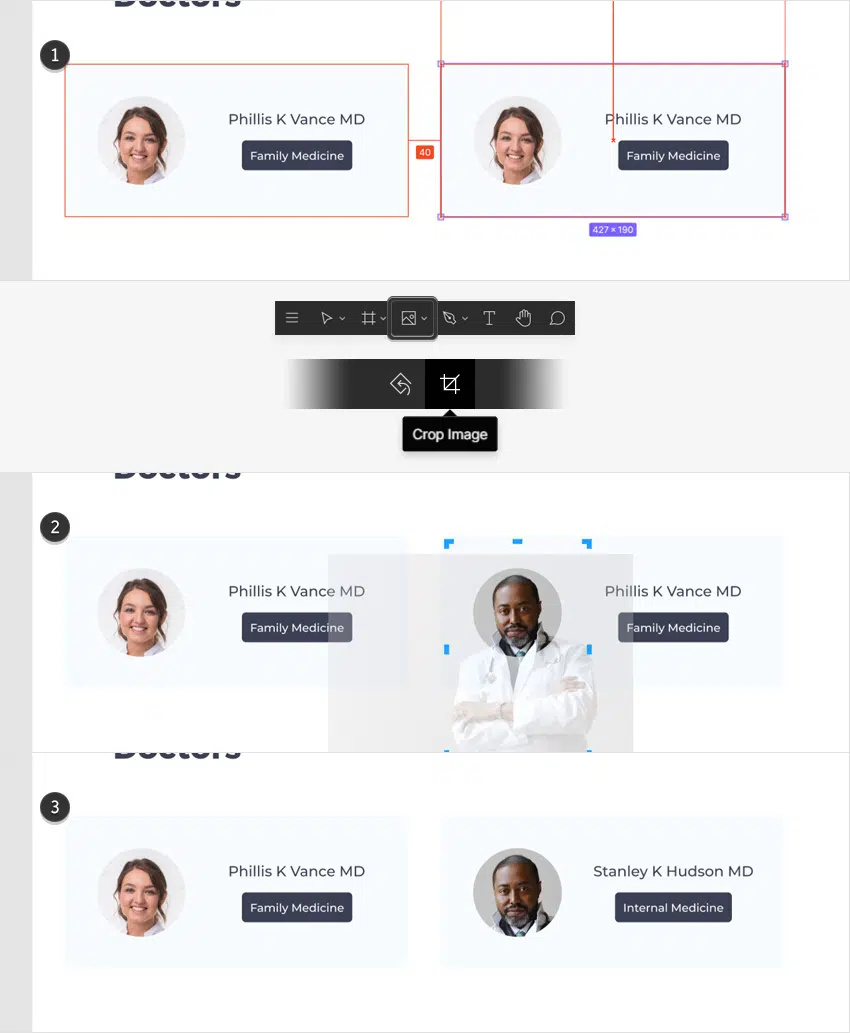 Doctors
1
Phillis K Vance MD
Family Medicine
40
Phillis K Vance MD
Family Medicine
427 × 190
T
Crop Image
Doctors
2
Phillis K Vance MD
Family Medicine
Phillis K Vance MD
Family Medicine
Doctors
3
Phillis K Vance MD
Family Medicine
Stanley K Hudson MD
Internal Medicine